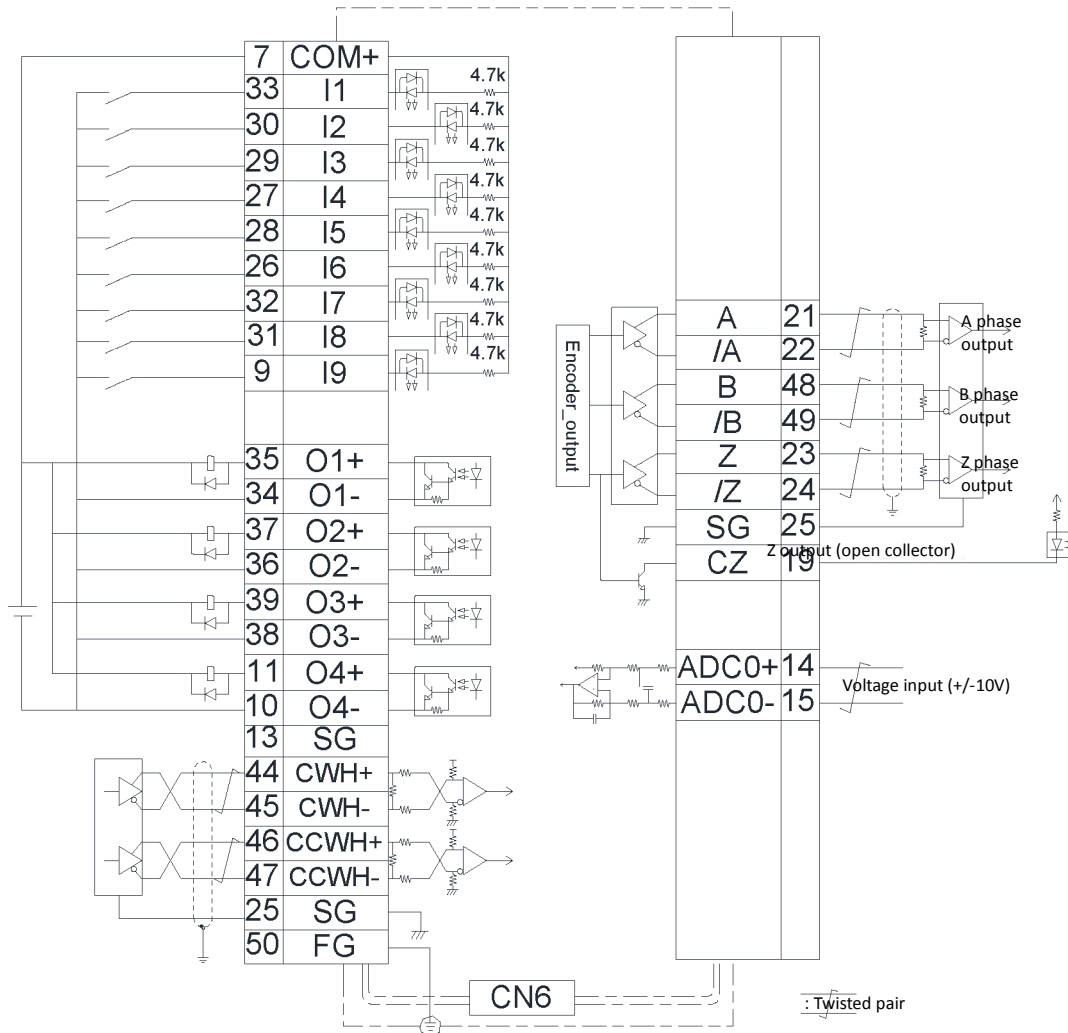 7 COM+
33 I1 4.7k
30 I2 4.7k
29 I3 4.7k
27 I4 4.7k
28 I5 4.7k
26 I6 4.7k
32 I7 4.7k
31 I8 4.7k
9 I9 4.7k
35 O1+
34 O1-
37 O2+
36 O2-
39 O3+
38 O3-
11 O4+
10 O4-
13 SG
44 CWH+
45 CWH-
46 CCWH+
47 CCWH-
25 SG
50 FG
CN6
Encoder_output
A 21
/A 22
A phase
output
B 48
/B 49
B phase
output
Z 23
/Z 24
Z phase
output
SG 25
Z output (open collector)
CZ 19
ADC0+ 14
ADC0- 15
Voltage input (+/-10V)
: Twisted pair